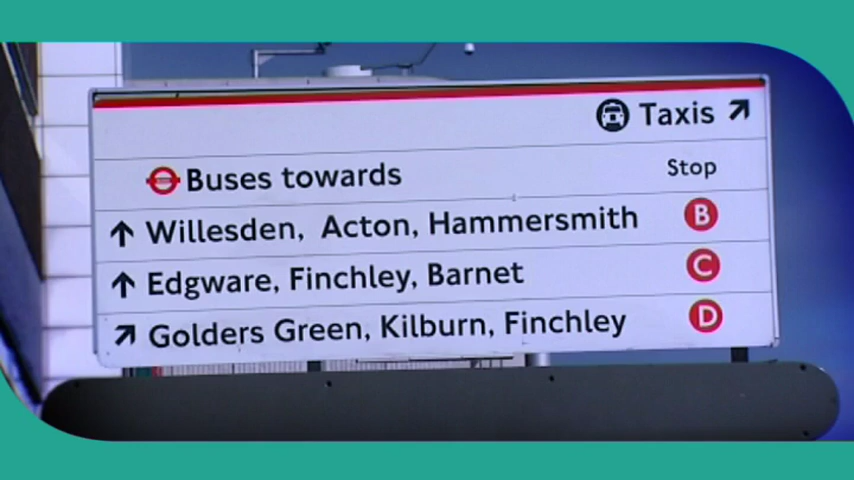 Taxis ↗
Buses towards Stop
↑ Willesden, Acton, Hammersmith B
↑ Edgware, Finchley, Barnet C
↗ Golders Green, Kilburn, Finchley D